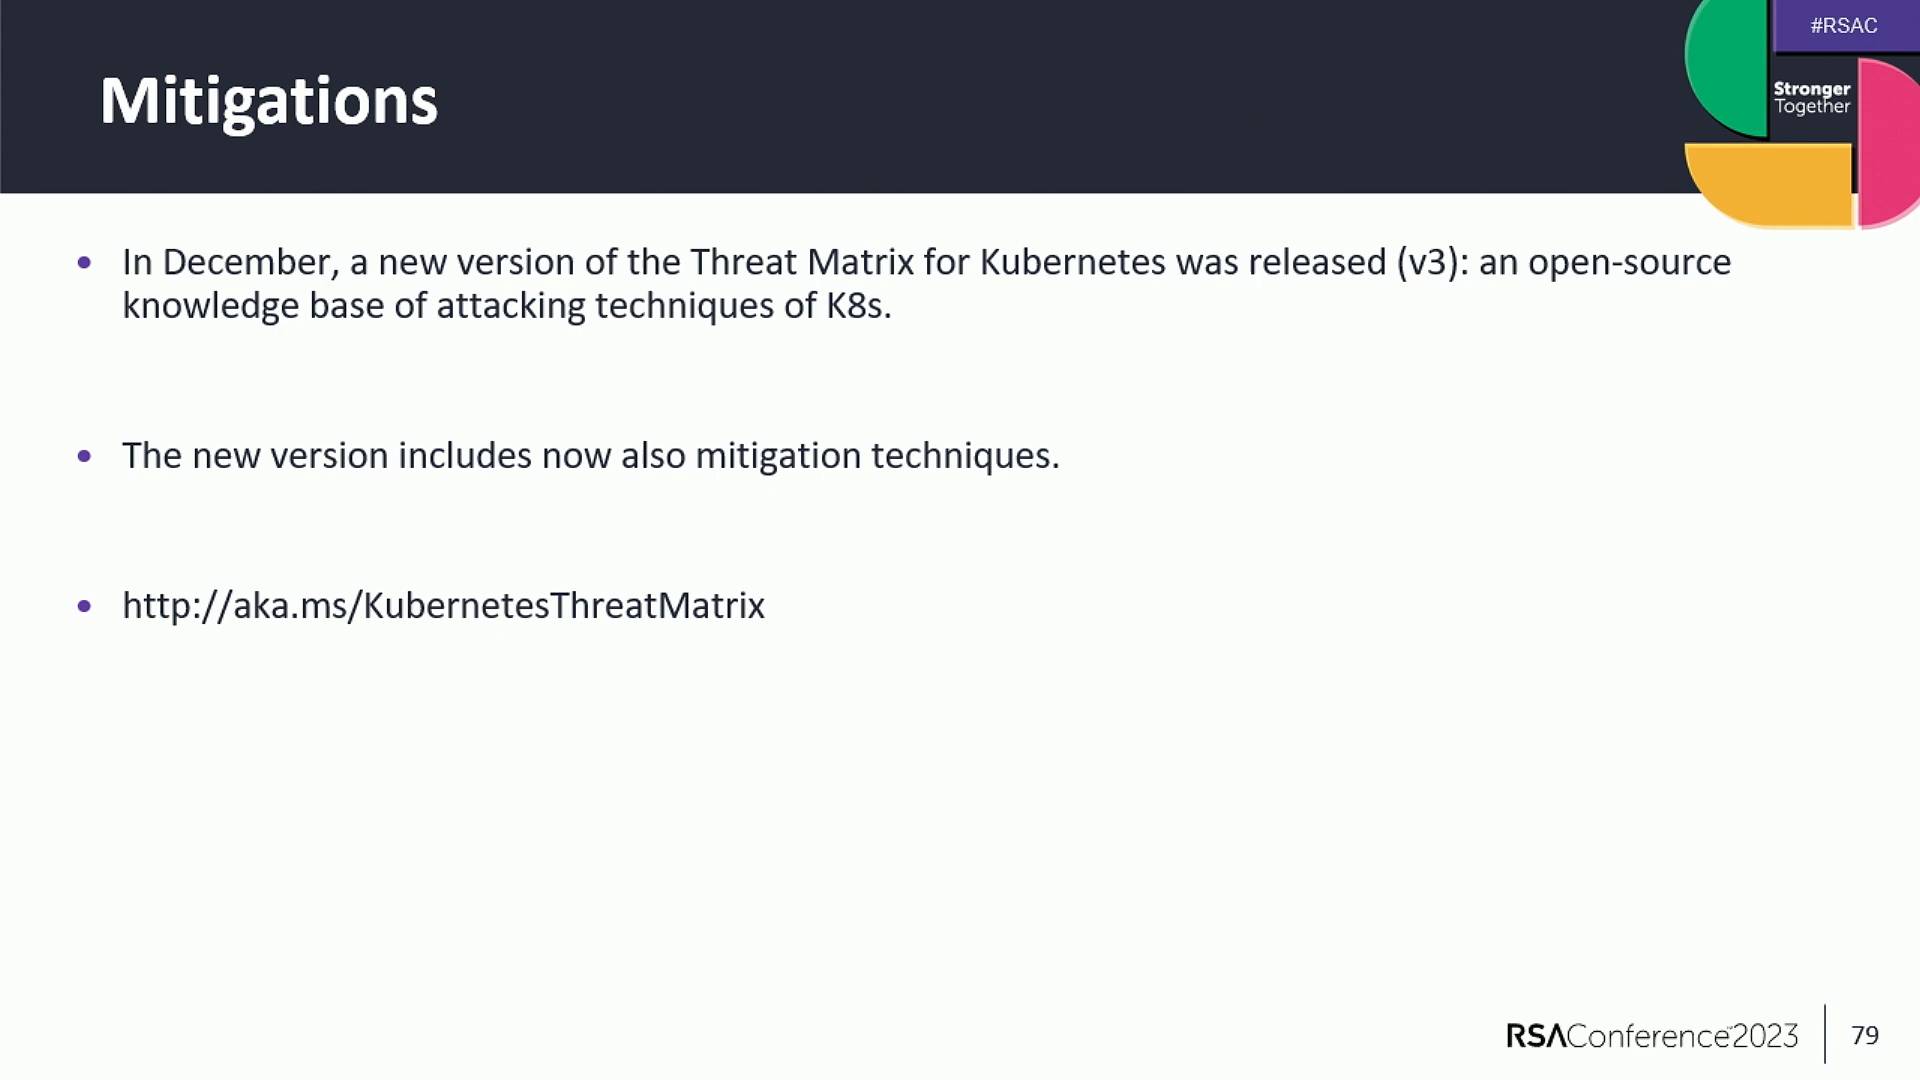 #RSAC
Mitigations
Stronger
Together
• In December, a new version of the Threat Matrix for Kubernetes was released (v3): an open-source
knowledge base of attacking techniques of K8s.
• The new version includes now also mitigation techniques.
• http://aka.ms/KubernetesThreatMatrix
RSAConference™2023
79